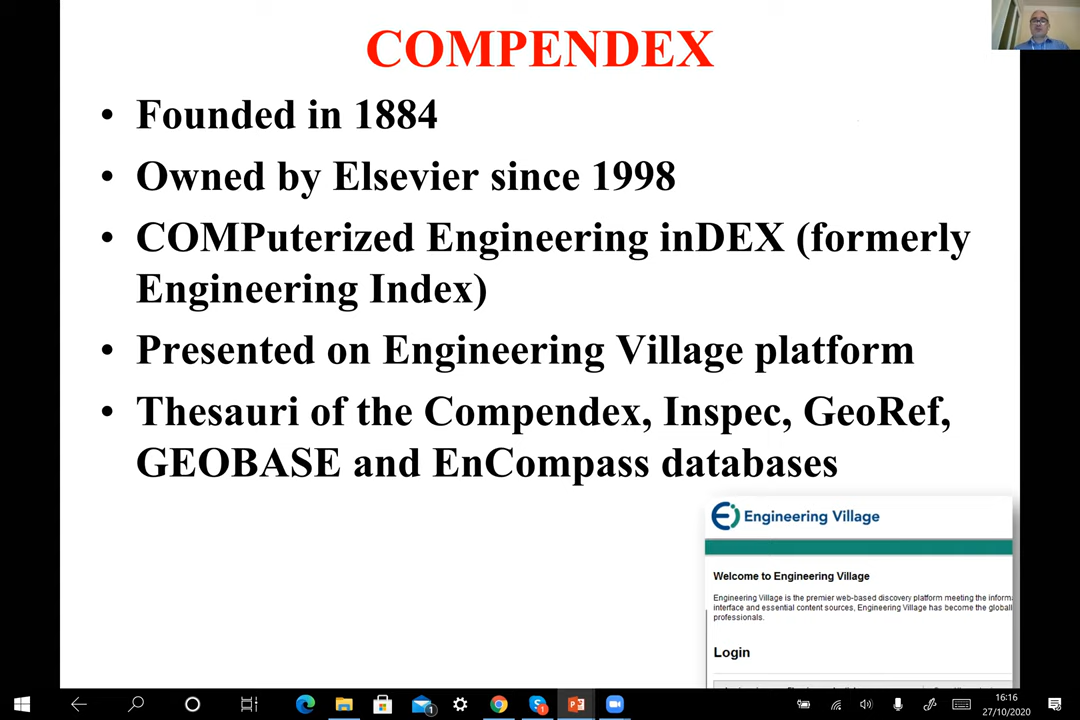 COMPENDEX
• Founded in 1884
• Owned by Elsevier since 1998
• COMPuterized Engineering inDEX (formerly
Engineering Index)
• Presented on Engineering Village platform
• Thesauri of the Compendex, Inspec, GeoRef,
GEOBASE and EnCompass databases
Engineering Village
Welcome to Engineering Village
Engineering Village is the premier web-based discovery platform meeting the inform
interface and essential content sources, Engineering Village has become the global
professionals.
Login
16:16
27/10/2020